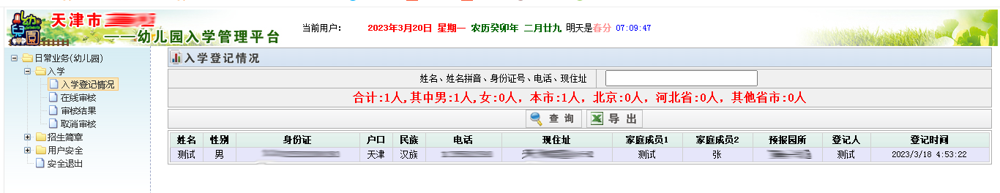 天津市
——幼儿园入学管理平台
幼儿园
当前用户： 2023年3月20日 星期一 农历癸卯年 二月廿九 明天是春分 07:09:47
日常业务(幼儿园)
入学
入学登记情况
在线审核
审核结果
取消审核
招生简章
用户安全
安全退出
入学登记情况
姓名、姓名拼音、身份证号、电话、现住址
合计:1人,其中男:1人,女:0人, 本市:1人, 北京:0人, 河北省:0人, 其他省市:0人
查 询 导 出
姓名 性别 身份证 户口 民族 电话 现住址 家庭成员1 家庭成员2 预报园所 登记人 登记时间
测试 男 天津 汉族 测试 张 测试 2023/3/18 4:53:22